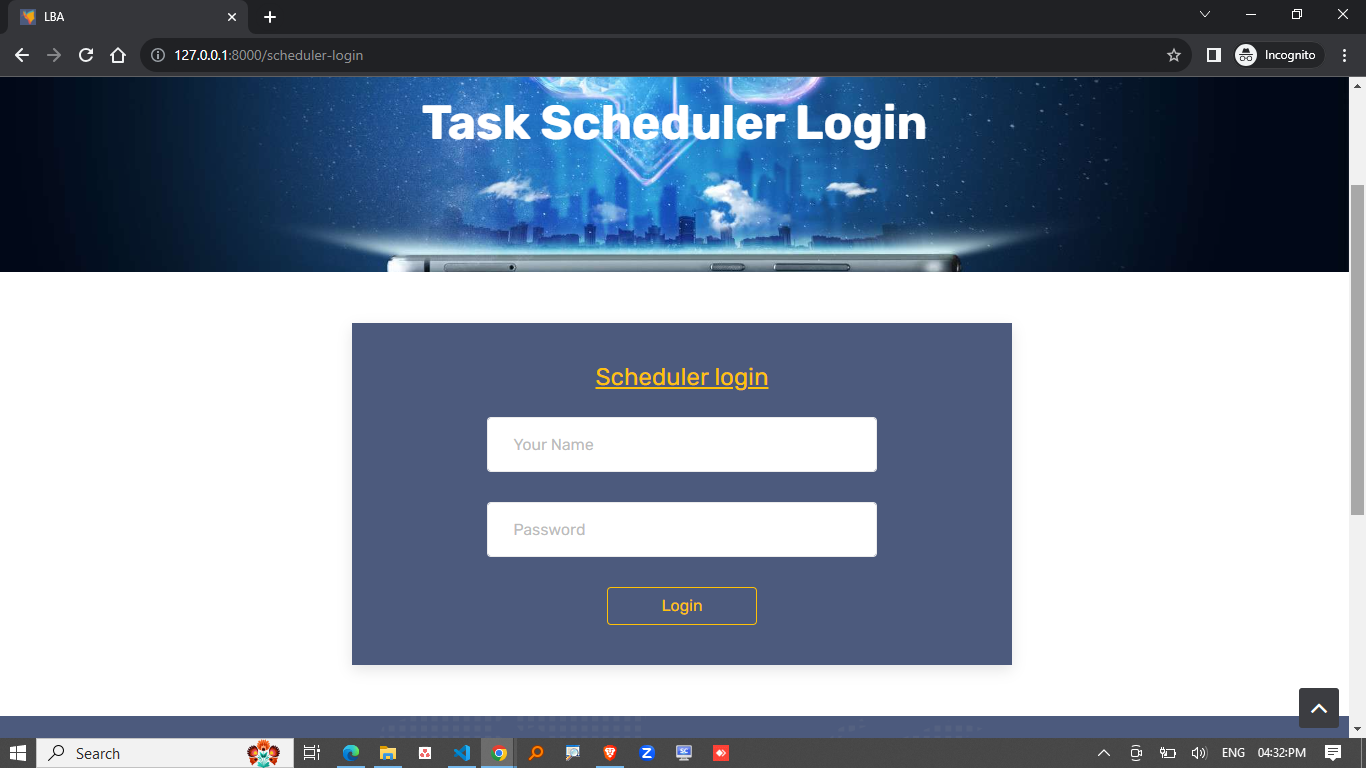 LBA
127.0.0.1:8000/scheduler-login
Incognito
Task Scheduler Login
Scheduler login
Your Name
Password
Login
Search
ENG
04:32:PM